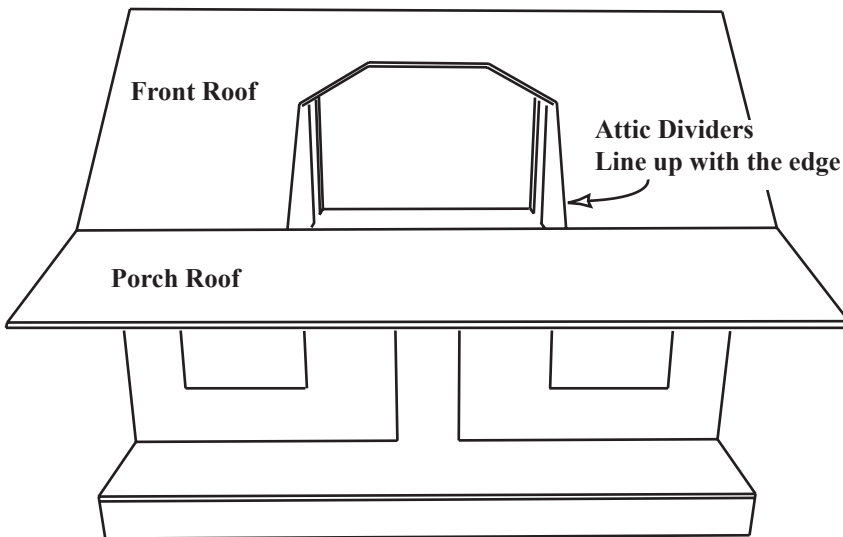 Front Roof
Attic Dividers
Line up with the edge
Porch Roof